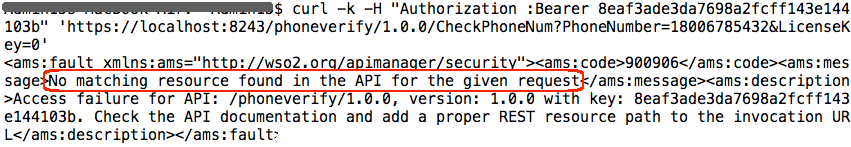 $ curl -k -H "Authorization :Bearer 8eaf3ade3da7698a2fcff143e144
103b" 'https://localhost:8243/phoneverify/1.0.0/CheckPhoneNum?PhoneNumber=18006785432&LicenseK
ey=0'
<ams:fault xmlns:ams="http://wso2.org/apimanager/security"><ams:code>900906</ams:code><ams:mes
sage>No matching resource found in the API for the given request</ams:message><ams:description
>Access failure for API: /phoneverify/1.0.0, version: 1.0.0 with key: 8eaf3ade3da7698a2fcff143
e144103b. Check the API documentation and add a proper REST resource path to the invocation UR
L</ams:description></ams:fault>